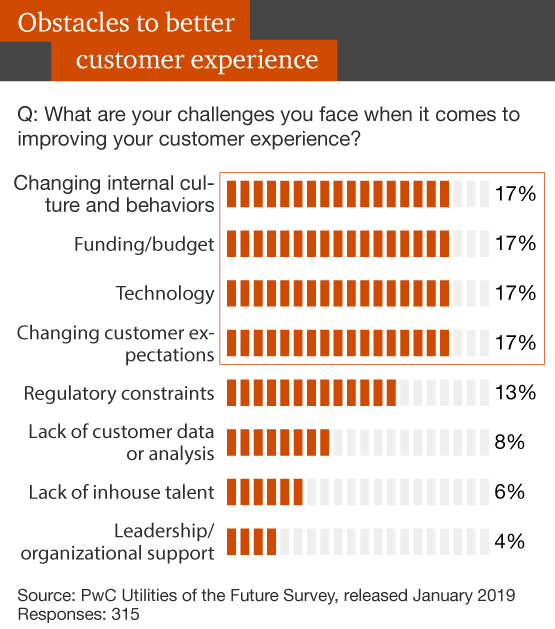 Obstacles to better
customer experience
Q: What are your challenges you face when it comes to
improving your customer experience?
Changing internal cul-
ture and behaviors
17%
Funding/budget
17%
Technology
17%
Changing customer ex-
pectations
17%
Regulatory constraints
13%
Lack of customer data
or analysis
8%
Lack of inhouse talent
6%
Leadership/
organizational support
4%
Source: PwC Utilities of the Future Survey, released January 2019
Responses: 315